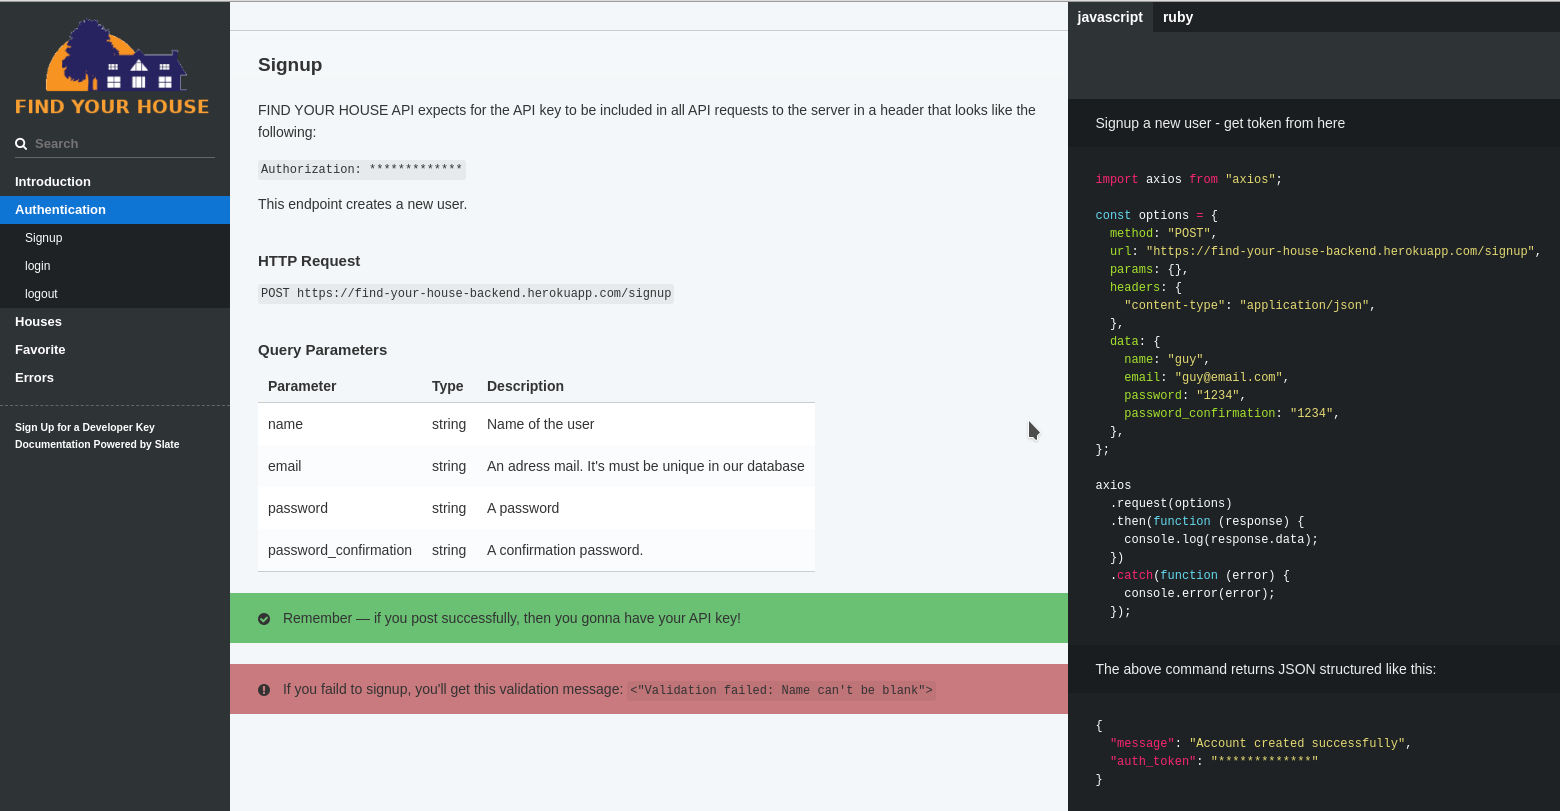 FIND YOUR HOUSE
Search
Introduction
Authentication
Signup
login
logout
Houses
Favorite
Errors
Sign Up for a Developer Key
Documentation Powered by Slate
Signup
FIND YOUR HOUSE API expects for the API key to be included in all API requests to the server in a header that looks like the
following:
Authorization: *************
This endpoint creates a new user.
HTTP Request
POST https://find-your-house-backend.herokuapp.com/signup
Query Parameters
Parameter Type Description
name string Name of the user
email string An adress mail. It's must be unique in our database
password string A password
password_confirmation string A confirmation password.
Remember — if you post successfully, then you gonna have your API key!
If you faild to signup, you'll get this validation message: <"Validation failed: Name can't be blank">
javascript ruby
Signup a new user - get token from here
import axios from "axios";
const options = {
  method: "POST",
  url: "https://find-your-house-backend.herokuapp.com/signup",
  params: {},
  headers: {
    "content-type": "application/json",
  },
  data: {
    name: "guy",
    email: "guy@email.com",
    password: "1234",
    password_confirmation: "1234",
  },
};
axios
  .request(options)
  .then(function (response) {
    console.log(response.data);
  })
  .catch(function (error) {
    console.error(error);
  });
The above command returns JSON structured like this:
{
  "message": "Account created successfully",
  "auth_token": "*************"
}